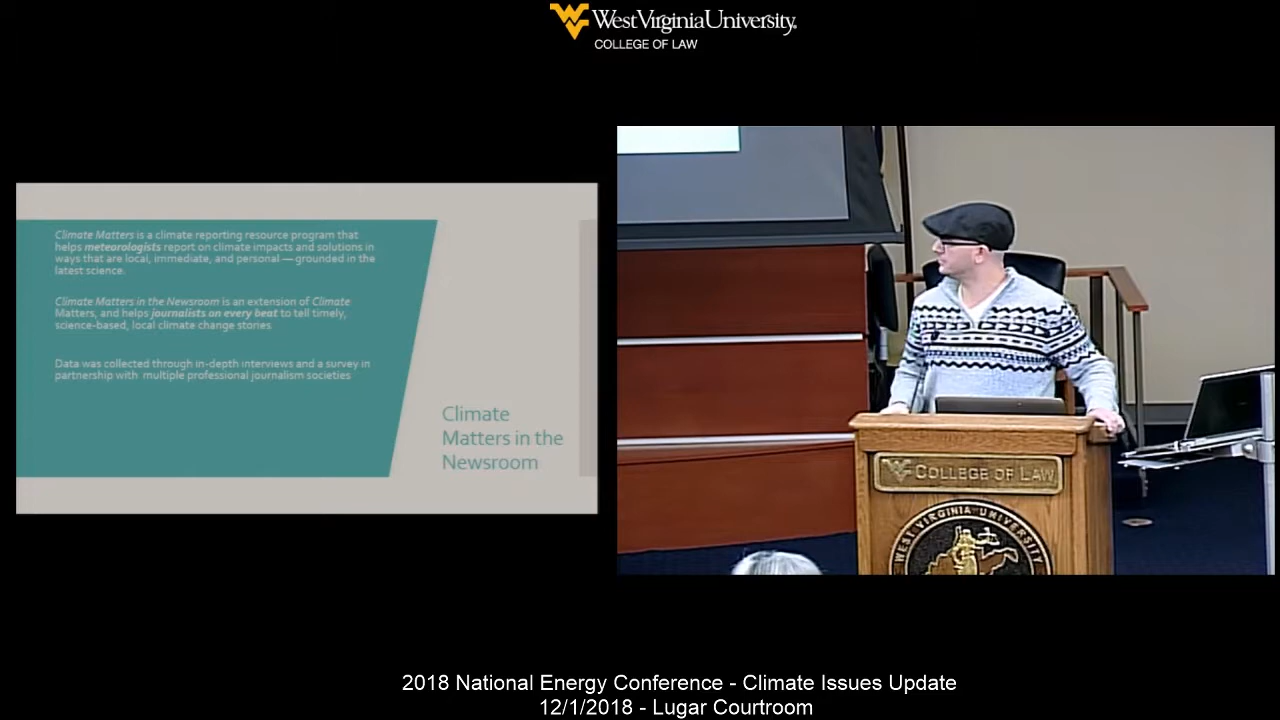 West Virginia University.
COLLEGE OF LAW
Climate Matters is a climate reporting resource program that
helps meteorologists report on climate impacts and solutions in
ways that are local, immediate, and personal — grounded in the
latest science.
Climate Matters in the Newsroom is an extension of Climate
Matters, and helps journalists on every beat to tell timely,
science-based, local climate change stories
Data was collected through in-depth interviews and a survey in
partnership with multiple professional journalism societies
Climate
Matters in the
Newsroom
COLLEGE OF LAW
WEST VIRGINIA UNIVERSITY
2018 National Energy Conference - Climate Issues Update
12/1/2018 - Lugar Courtroom